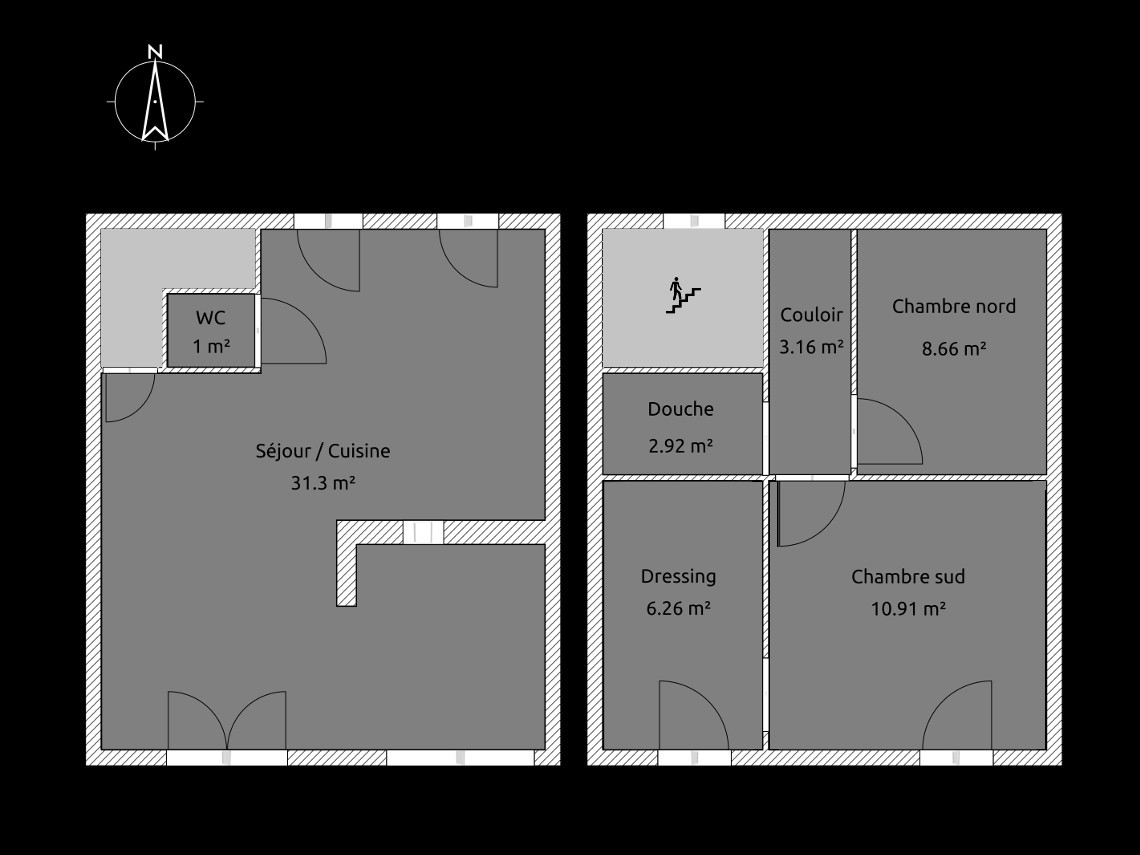 N
WC
1 m²
Séjour / Cuisine
31.3 m²
Couloir
3.16 m²
Chambre nord
8.66 m²
Douche
2.92 m²
Dressing
6.26 m²
Chambre sud
10.91 m²